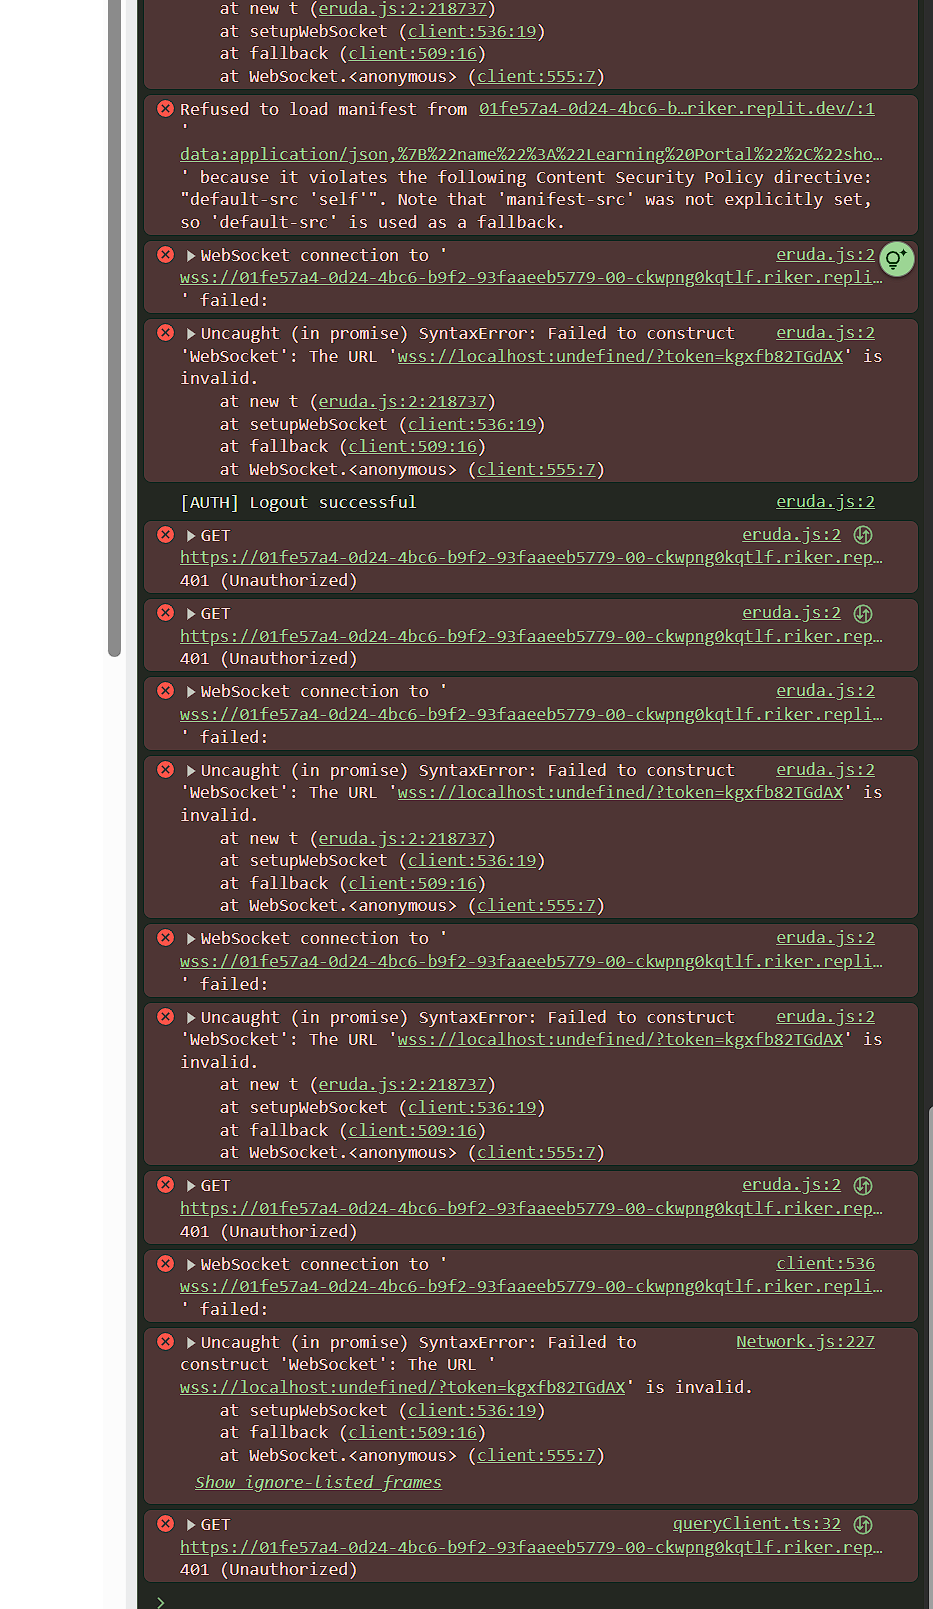 at new t (eruda.js:2:218737)
at setupWebSocket (client:536:19)
at fallback (client:509:16)
at WebSocket.<anonymous> (client:555:7)
Refused to load manifest from 01fe57a4-0d24-4bc6-b…riker.replit.dev/:1
'
data:application/json,%7B%22name%22%3A%22Learning%20Portal%22%2C%22sho…
' because it violates the following Content Security Policy directive:
"default-src 'self'". Note that 'manifest-src' was not explicitly set,
so 'default-src' is used as a fallback.
WebSocket connection to ' eruda.js:2
wss://01fe57a4-0d24-4bc6-b9f2-93faaeeb5779-00-ckwpng0kqtlf.riker.repli…
' failed:
Uncaught (in promise) SyntaxError: Failed to construct eruda.js:2
'WebSocket': The URL 'wss://localhost:undefined/?token=kgxfb82TGdAX' is
invalid.
at new t (eruda.js:2:218737)
at setupWebSocket (client:536:19)
at fallback (client:509:16)
at WebSocket.<anonymous> (client:555:7)
[AUTH] Logout successful eruda.js:2
GET eruda.js:2
https://01fe57a4-0d24-4bc6-b9f2-93faaeeb5779-00-ckwpng0kqtlf.riker.rep…
401 (Unauthorized)
GET eruda.js:2
https://01fe57a4-0d24-4bc6-b9f2-93faaeeb5779-00-ckwpng0kqtlf.riker.rep…
401 (Unauthorized)
WebSocket connection to ' eruda.js:2
wss://01fe57a4-0d24-4bc6-b9f2-93faaeeb5779-00-ckwpng0kqtlf.riker.repli…
' failed:
Uncaught (in promise) SyntaxError: Failed to construct eruda.js:2
'WebSocket': The URL 'wss://localhost:undefined/?token=kgxfb82TGdAX' is
invalid.
at new t (eruda.js:2:218737)
at setupWebSocket (client:536:19)
at fallback (client:509:16)
at WebSocket.<anonymous> (client:555:7)
WebSocket connection to ' eruda.js:2
wss://01fe57a4-0d24-4bc6-b9f2-93faaeeb5779-00-ckwpng0kqtlf.riker.repli…
' failed:
Uncaught (in promise) SyntaxError: Failed to construct eruda.js:2
'WebSocket': The URL 'wss://localhost:undefined/?token=kgxfb82TGdAX' is
invalid.
at new t (eruda.js:2:218737)
at setupWebSocket (client:536:19)
at fallback (client:509:16)
at WebSocket.<anonymous> (client:555:7)
GET eruda.js:2
https://01fe57a4-0d24-4bc6-b9f2-93faaeeb5779-00-ckwpng0kqtlf.riker.rep…
401 (Unauthorized)
WebSocket connection to ' client:536
wss://01fe57a4-0d24-4bc6-b9f2-93faaeeb5779-00-ckwpng0kqtlf.riker.repli…
' failed:
Uncaught (in promise) SyntaxError: Failed to Network.js:227
construct 'WebSocket': The URL '
wss://localhost:undefined/?token=kgxfb82TGdAX' is invalid.
at setupWebSocket (client:536:19)
at fallback (client:509:16)
at WebSocket.<anonymous> (client:555:7)
Show ignore-listed frames
GET queryClient.ts:32
https://01fe57a4-0d24-4bc6-b9f2-93faaeeb5779-00-ckwpng0kqtlf.riker.rep…
401 (Unauthorized)